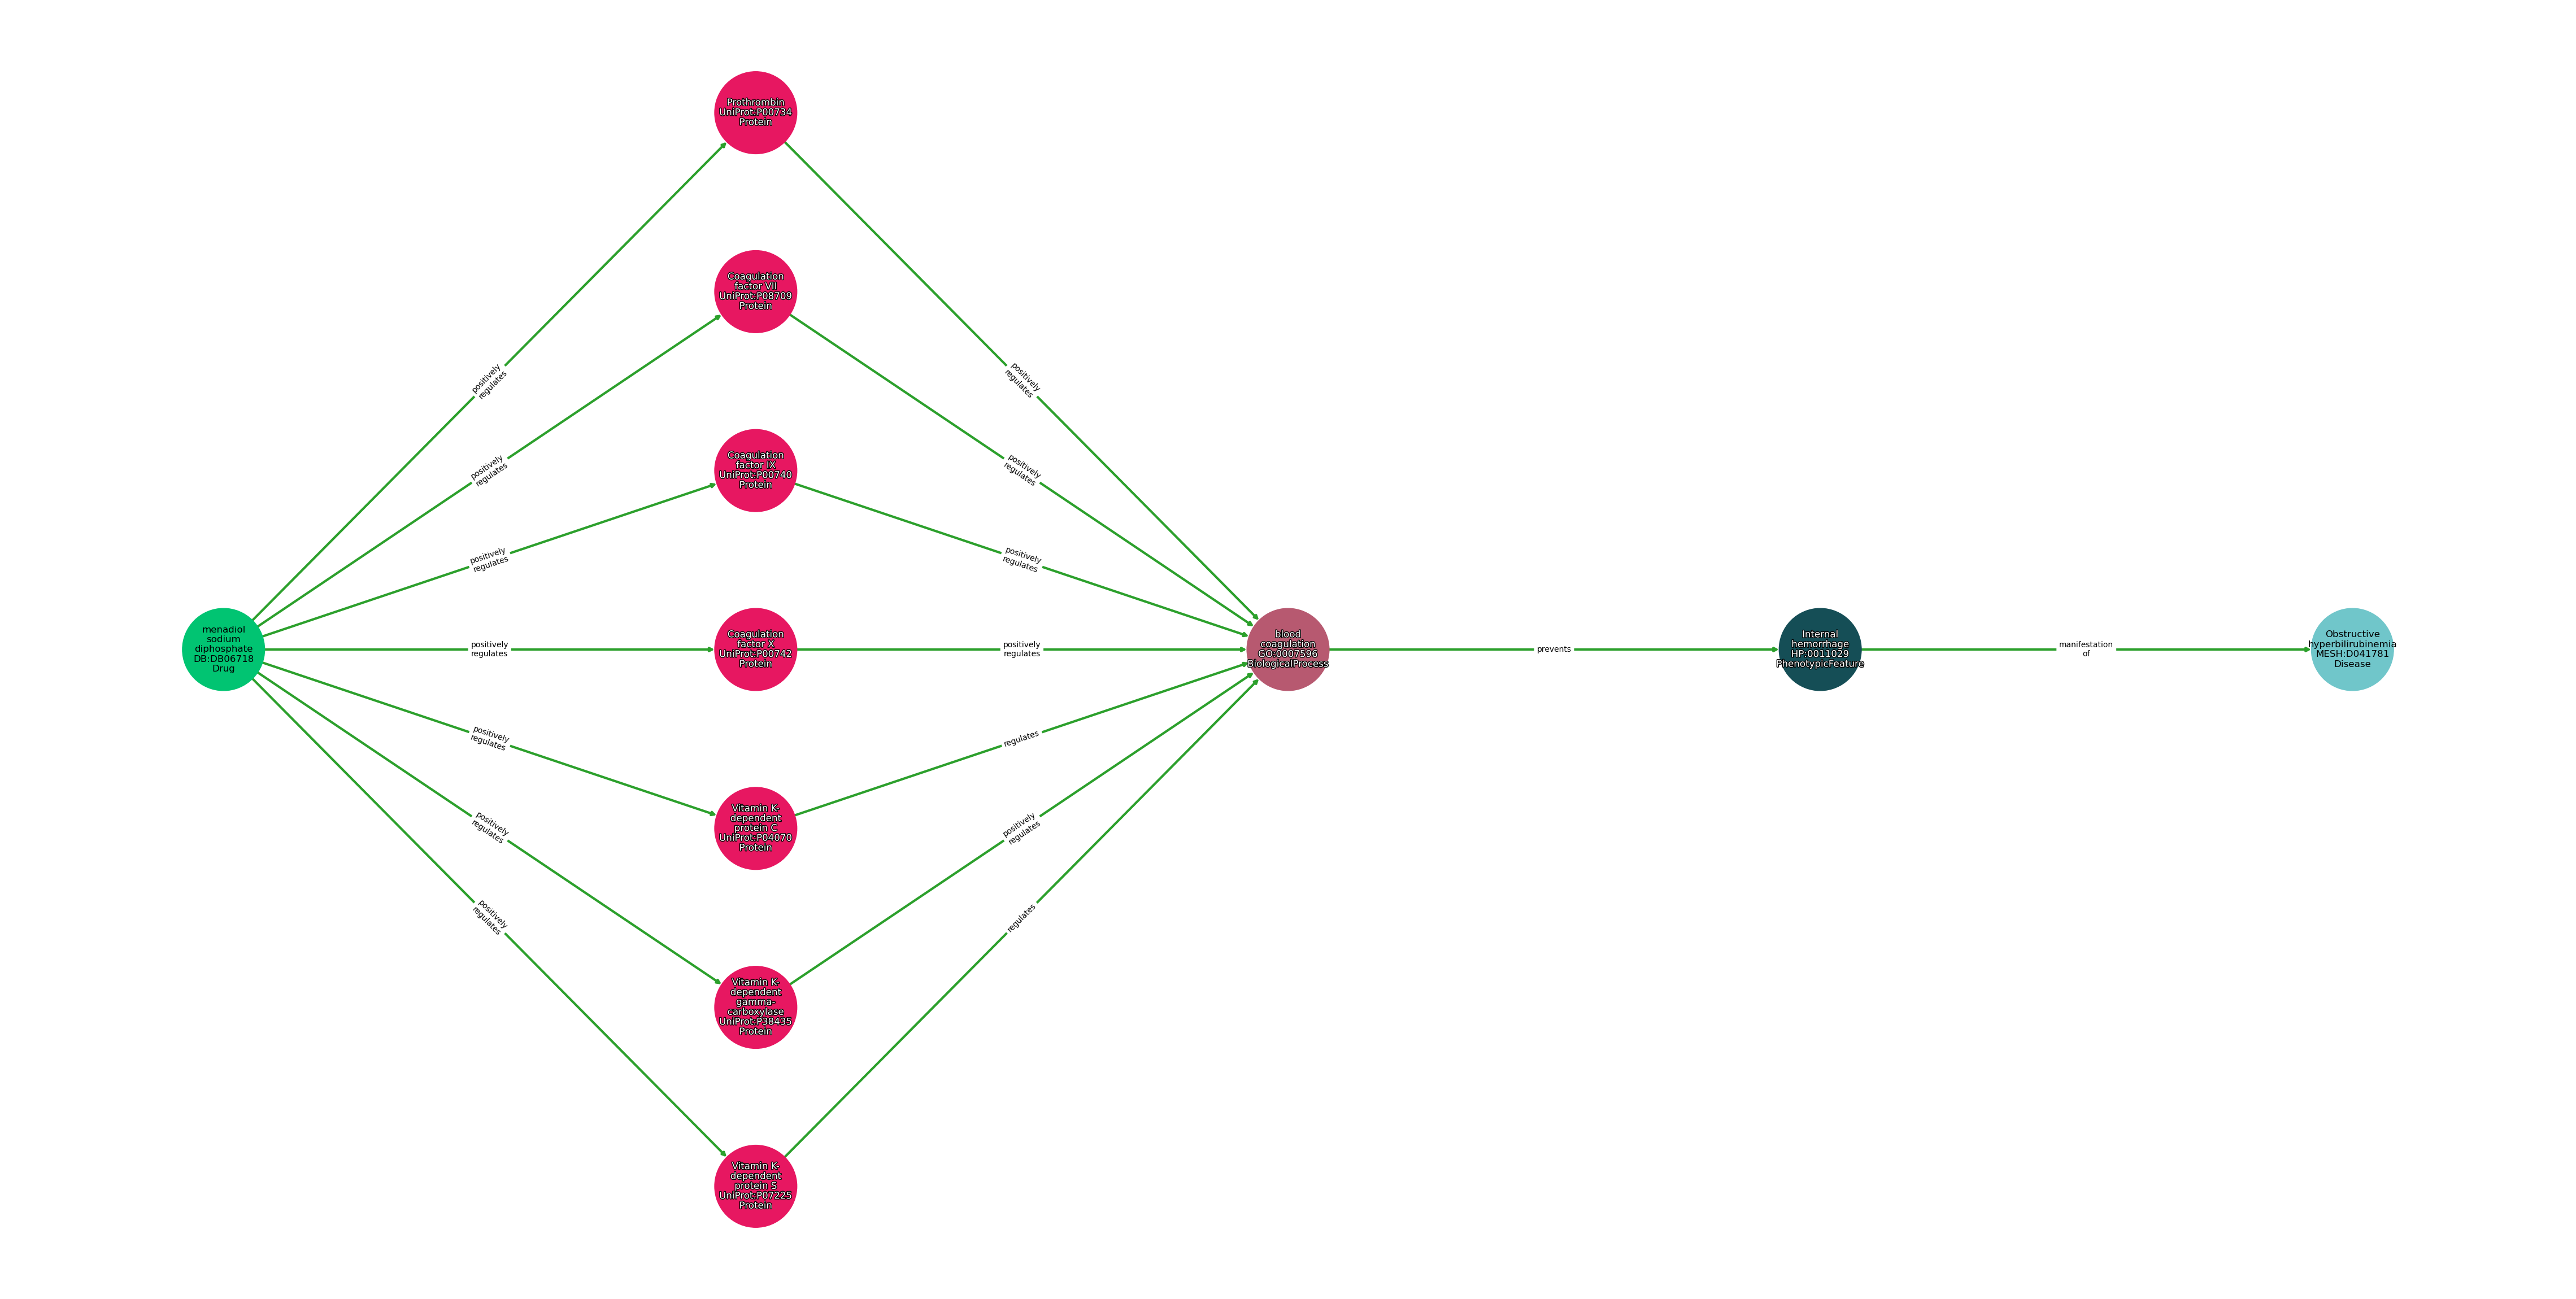 Prothrombin
UniProt:P00734
Protein
Coagulation
factor VII
UniProt:P08709
Protein
positively
regulates
positively
regulates
Coagulation
factor IX
UniProt:P00740
Protein
positively
regulates
positively
regulates
positively
regulates
positively
regulates
menadiol
sodium
diphosphate
DB:DB06718
Drug
positively
regulates
Coagulation
factor X
UniProt:P00742
Protein
positively
regulates
blood
coagulation
GO:0007596
BiologicalProcess
prevents
Internal
hemorrhage
HP:0011029
PhenotypicFeature
manifestation
of
Obstructive
hyperbilirubinemia
MESH:D041781
Disease
positively
regulates
regulates
Vitamin K-
dependent
protein C
UniProt:P04070
Protein
positively
regulates
positively
regulates
positively
regulates
regulates
Vitamin K-
dependent
gamma-
carboxylase
UniProt:P38435
Protein
Vitamin K-
dependent
protein S
UniProt:P07225
Protein